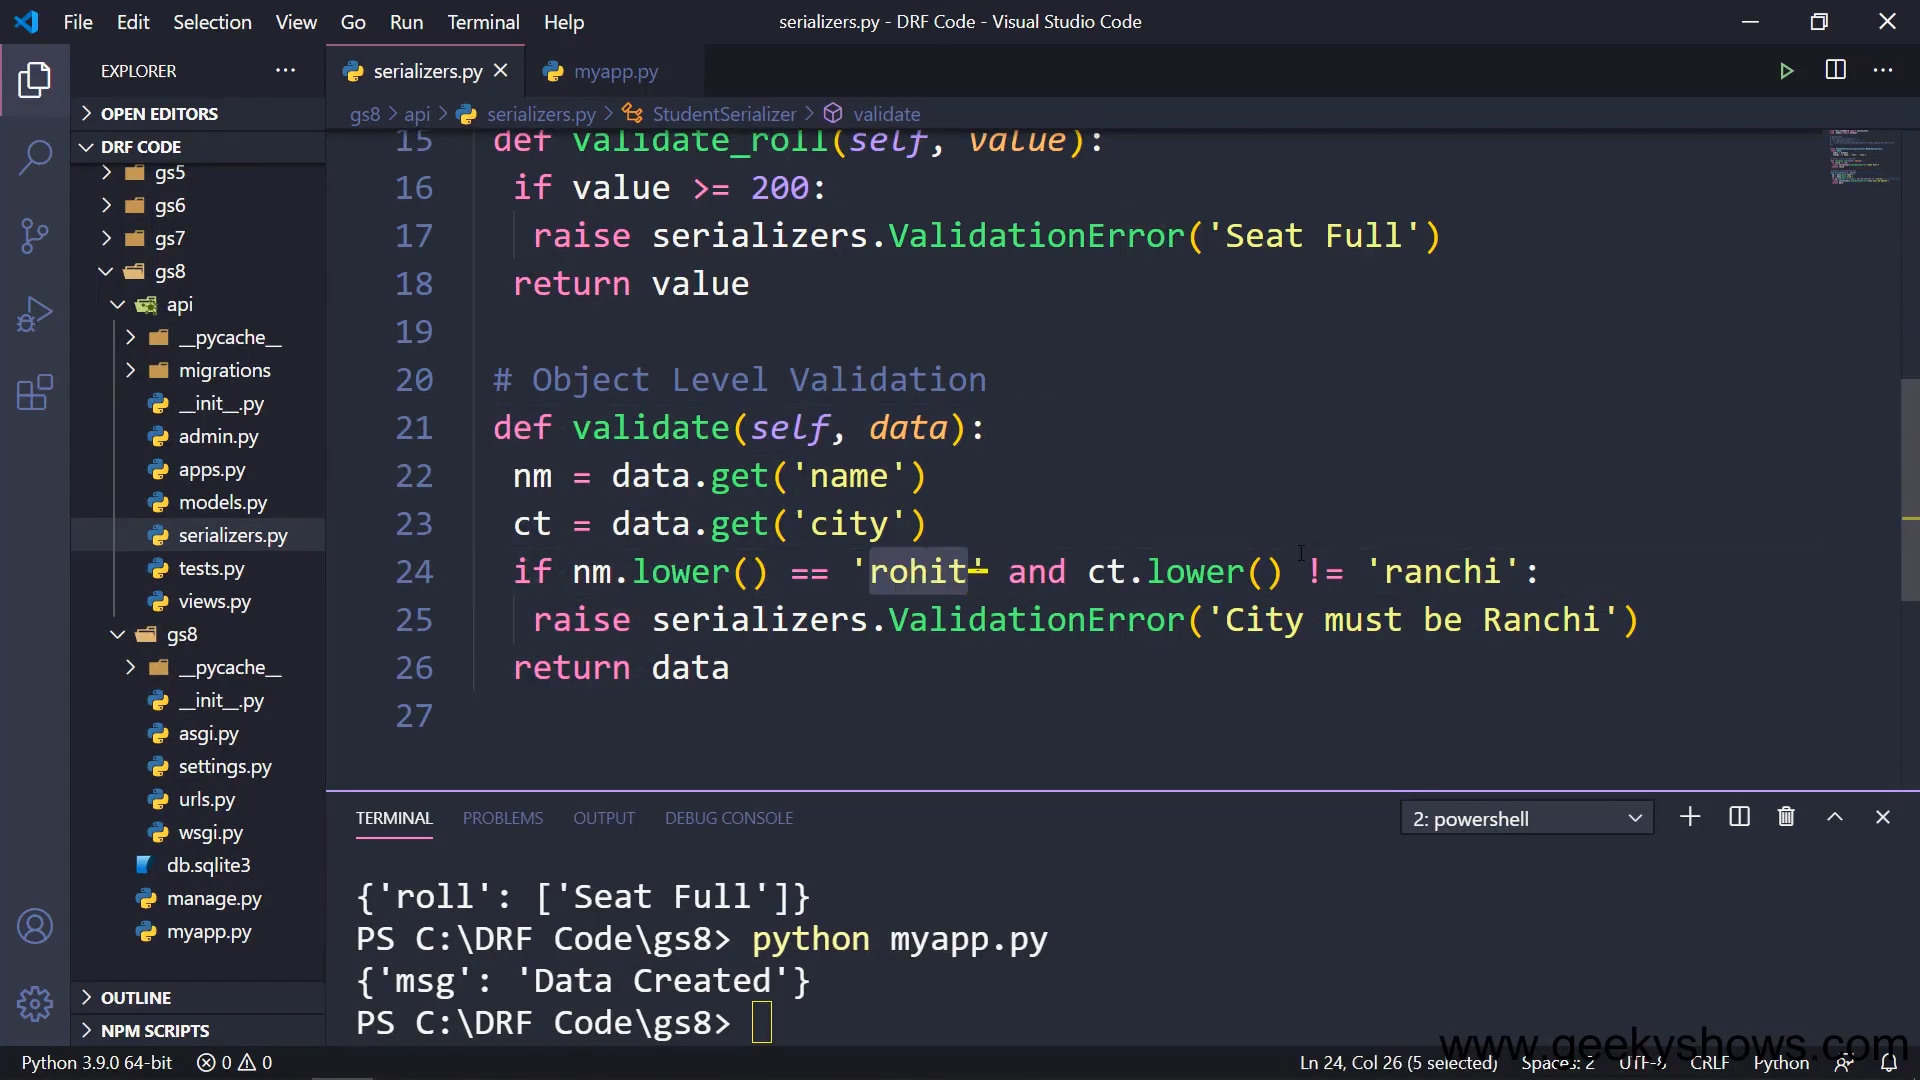 File Edit Selection View Go Run Terminal Help
serializers.py - DRF Code - Visual Studio Code
EXPLORER
OPEN EDITORS
DRF CODE
gs5
gs6
gs7
gs8
api
__pycache__
migrations
__init__.py
admin.py
apps.py
models.py
serializers.py
tests.py
views.py
gs8
__pycache__
__init__.py
asgi.py
settings.py
urls.py
wsgi.py
db.sqlite3
manage.py
myapp.py
OUTLINE
NPM SCRIPTS
serializers.py myapp.py
gs8 > api > serializers.py > StudentSerializer > validate
15 def validate_roll(self, value):
16 if value >= 200:
17 raise serializers.ValidationError('Seat Full')
18 return value
19
20 # Object Level Validation
21 def validate(self, data):
22 nm = data.get('name')
23 ct = data.get('city')
24 if nm.lower() == 'rohit' and ct.lower() != 'ranchi':
25 raise serializers.ValidationError('City must be Ranchi')
26 return data
27
TERMINAL PROBLEMS OUTPUT DEBUG CONSOLE
2: powershell
{'roll': ['Seat Full']}
PS C:\DRF Code\gs8> python myapp.py
{'msg': 'Data Created'}
PS C:\DRF Code\gs8>
www.geekyshows.com
Python 3.9.0 64-bit 0 0
Ln 24, Col 26 (5 selected) Spaces: 2 UTF-8 CRLF Python